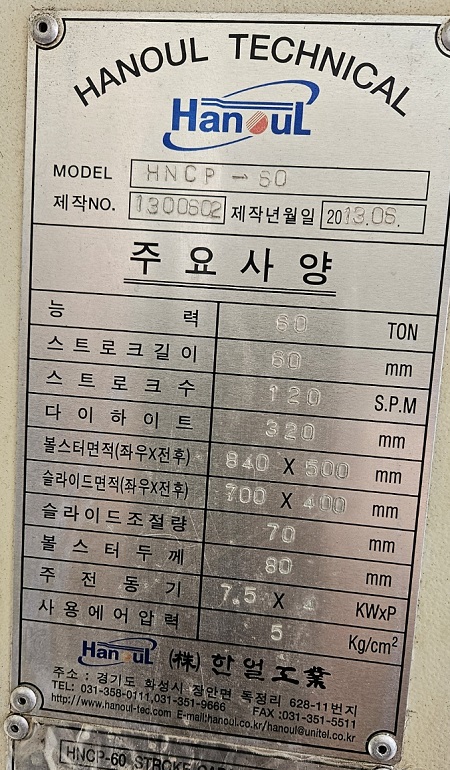 HANOUL TECHNICAL
HanouL
MODEL HNCP-60
제작NO. 1300602 제작년월일 2013.06.
주요사양
능력 60 TON
스트로크길이 60 mm
스트로크수 120 S.P.M
다이하이트 320 mm
볼스터면적(좌우X전후) 840 X 500 mm
슬라이드면적(좌우X전후) 700 X 400 mm
슬라이드조절량 70 mm
볼스터두께 80 mm
주전동기 7.5 X 4 KWxP
사용에어압력 5 Kg/cm²
HanouL (株) 한얼工業
주소 : 경기도 화성시 장안면 독정리 628-11번지
TEL: 031-358-0111,031-351-9666 FAX :031-351-5511
http://www.hanoul-tec.com E-mail:hanoul.co.kr/hanoul@unitel.co.kr
HNCP-60 STROKE